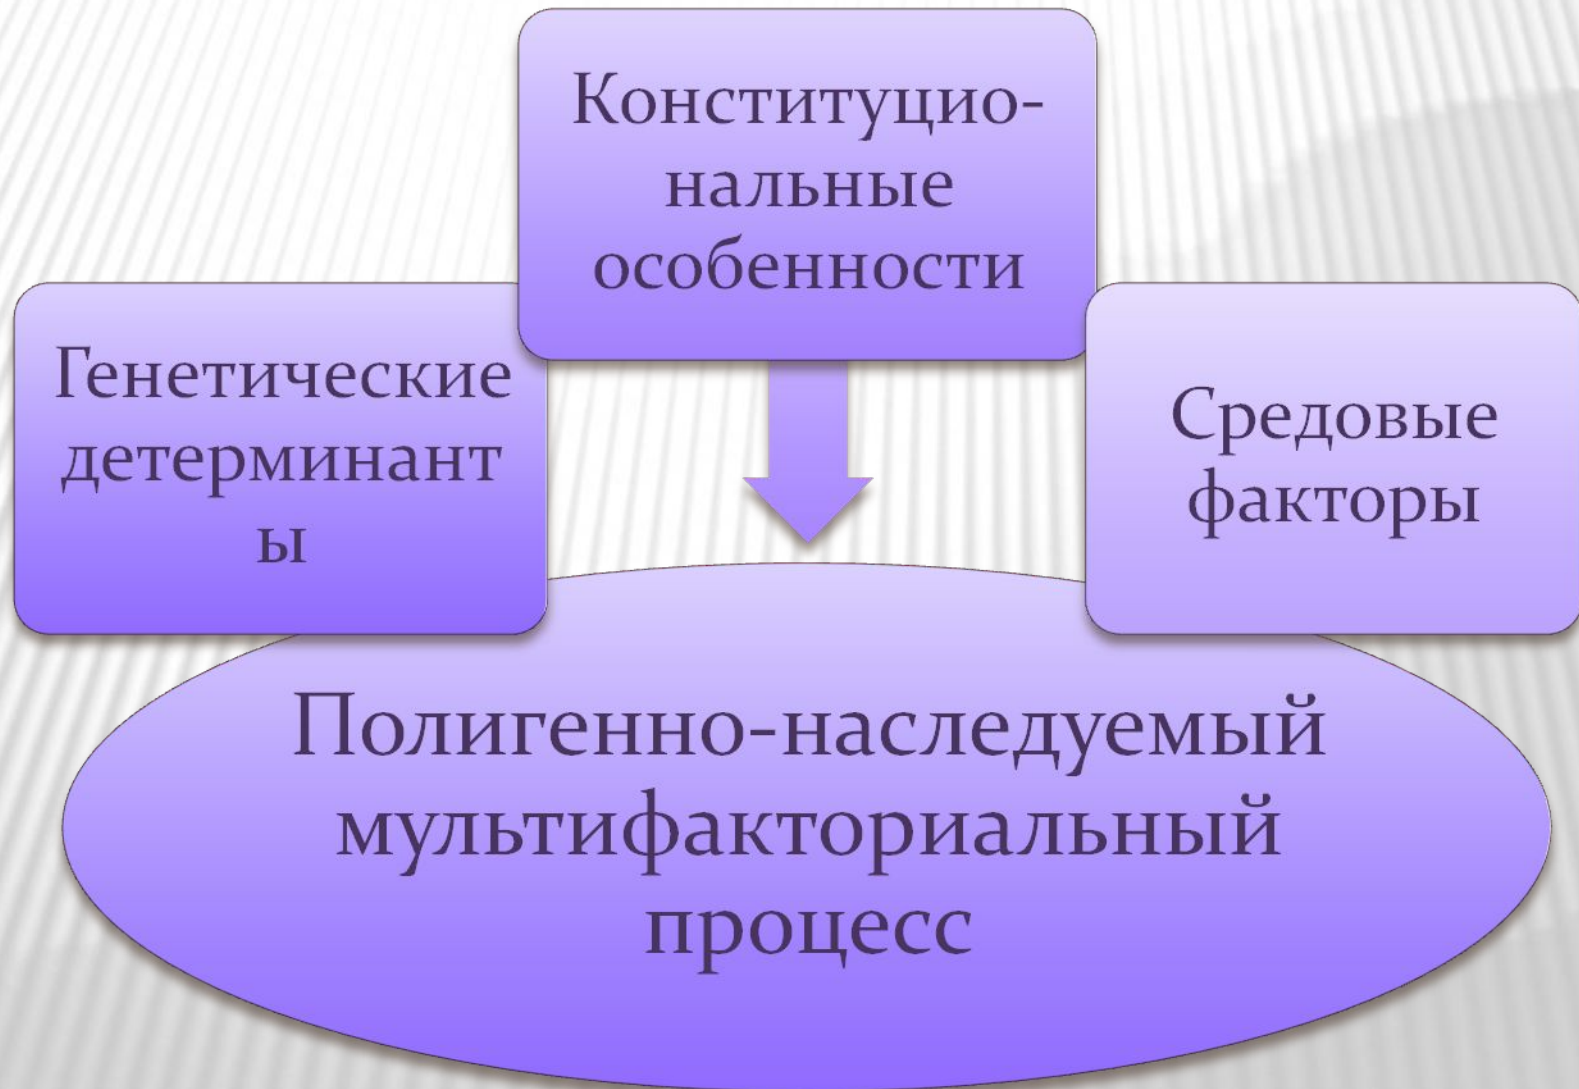 Конституцио-
нальные
особенности
Генетические
детерминант
ы
Средовые
факторы
Полигенно-наследуемый
мультифакториальный
процесс